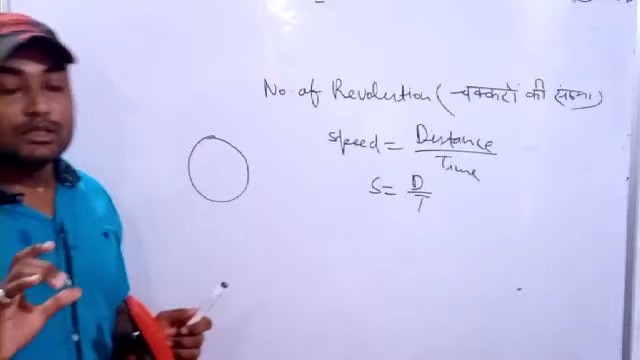 No. of Revolution (चक्करों की संख्या)
Speed = Distance/Time
S = D/T